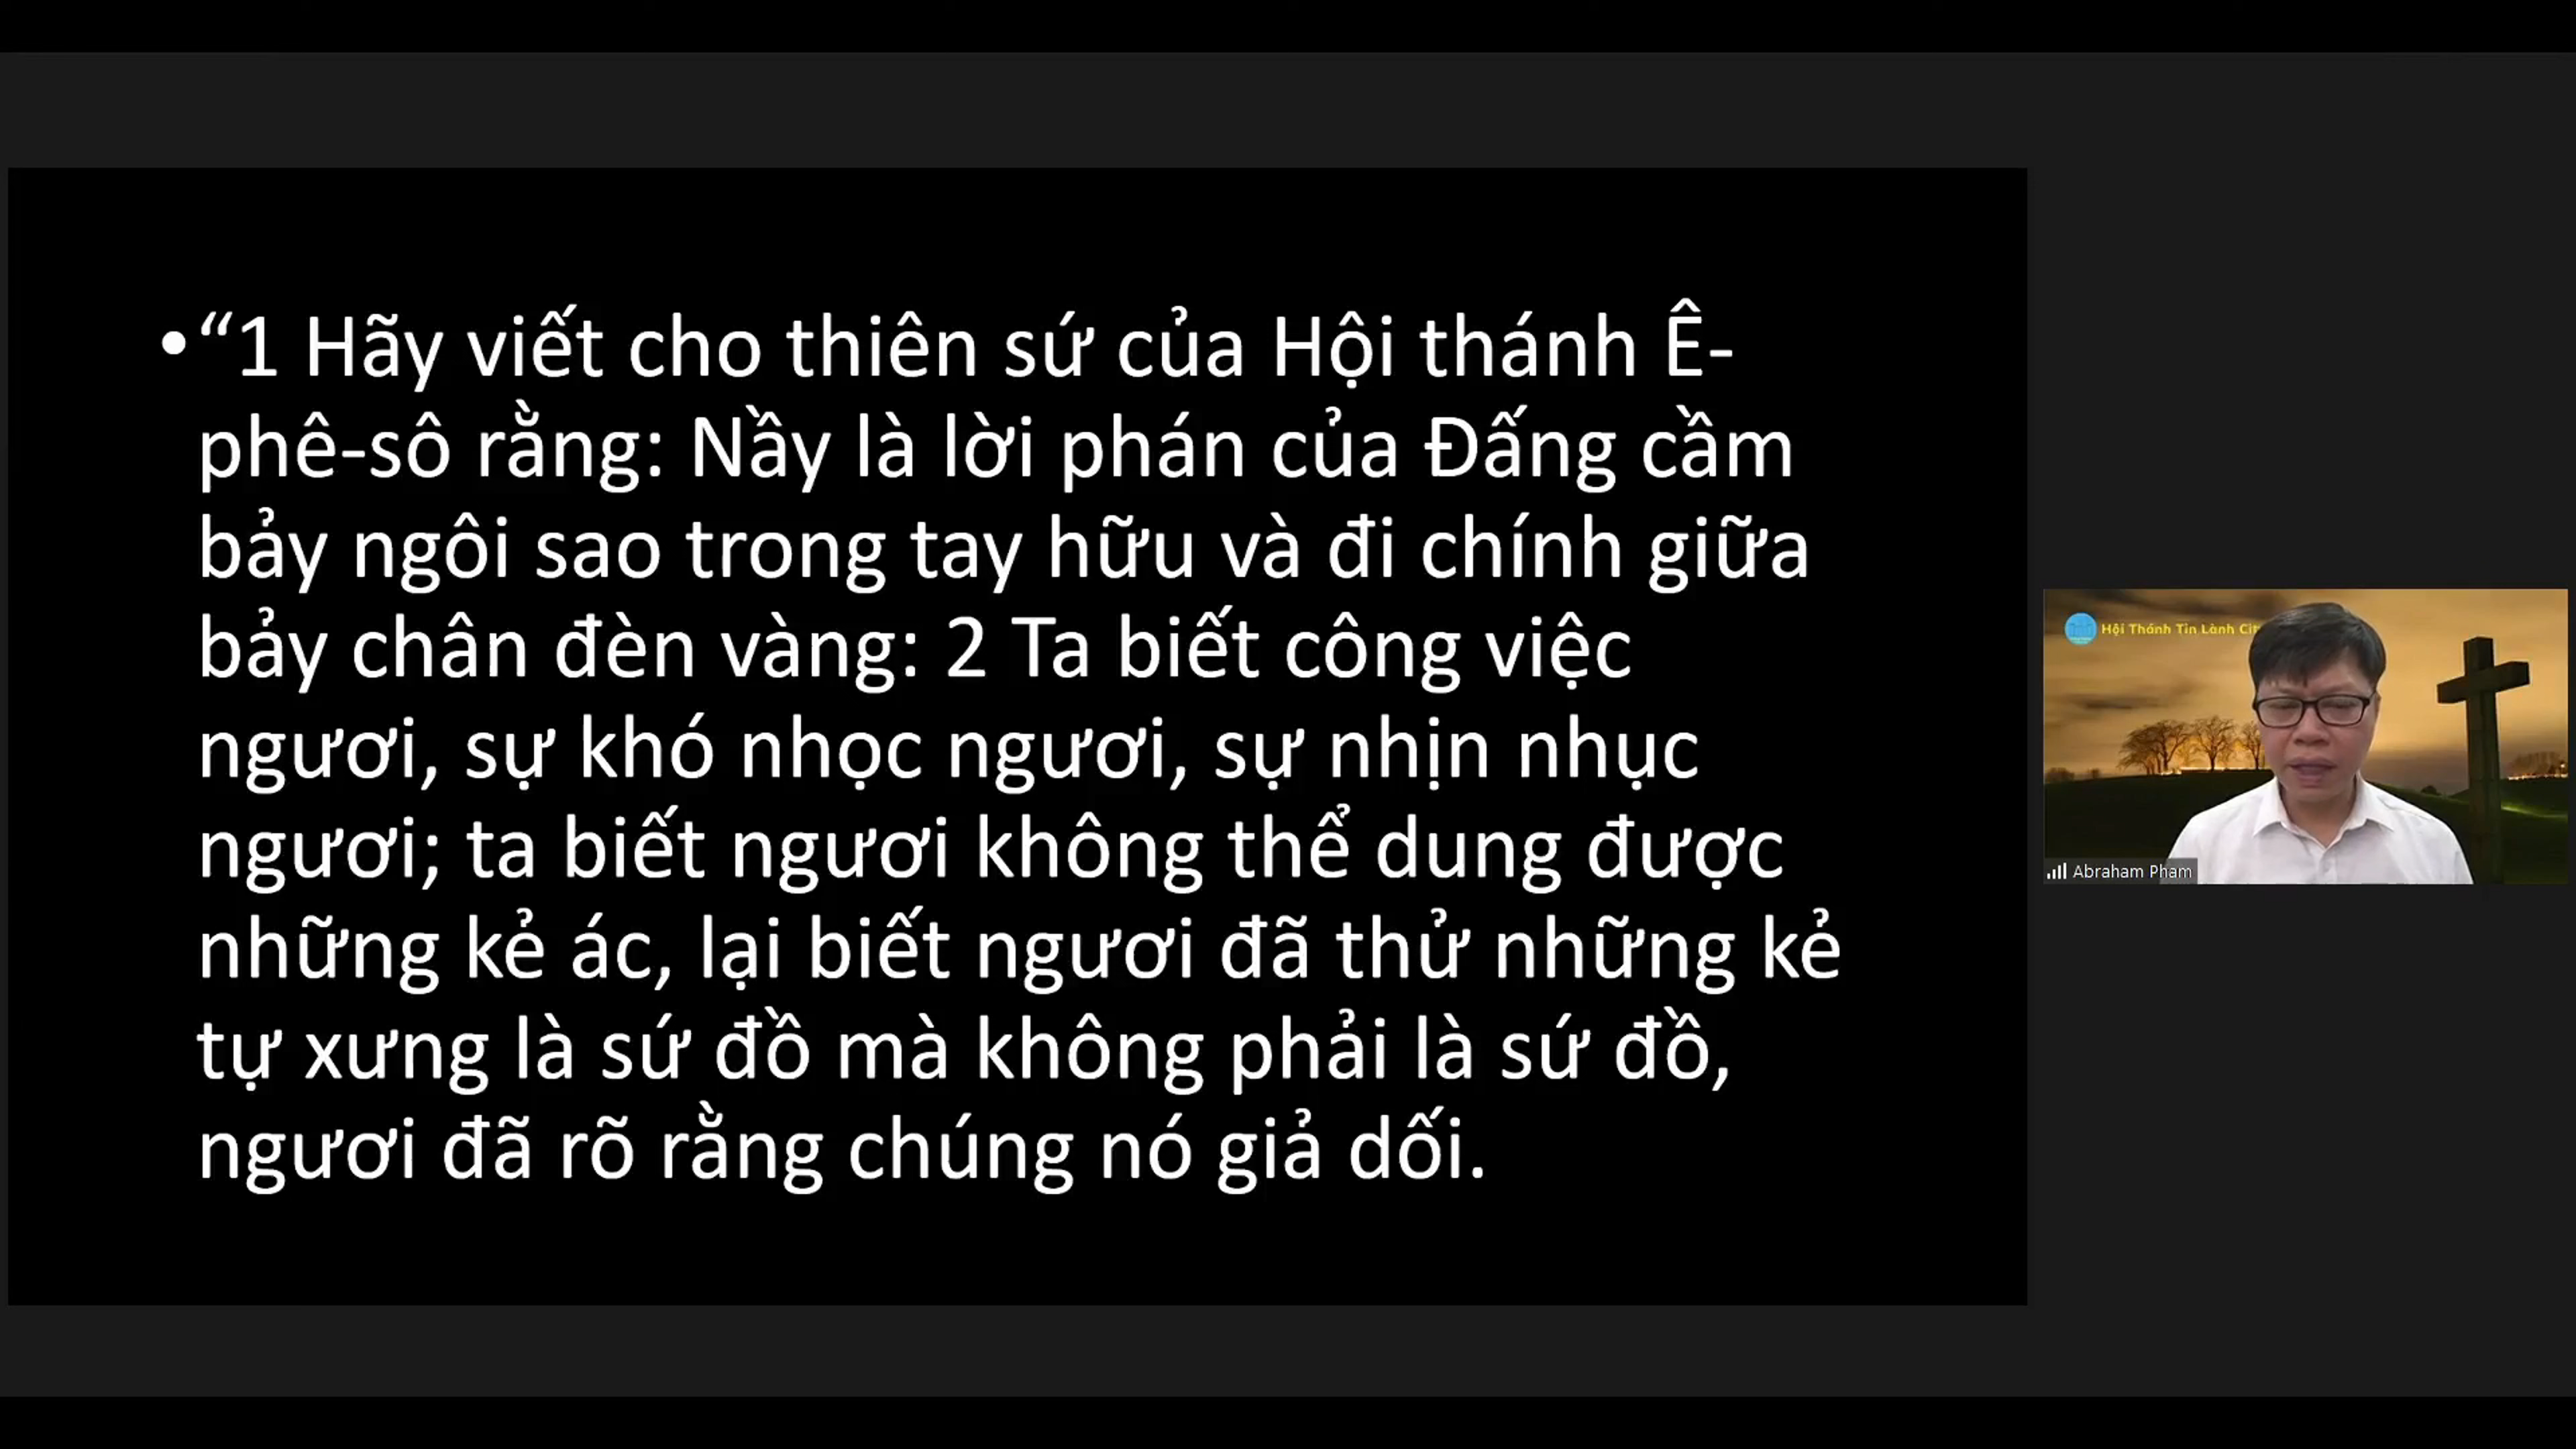 • “1 Hãy viết cho thiên sứ của Hội thánh Ê-
phê-sô rằng: Nầy là lời phán của Đấng cầm
bảy ngôi sao trong tay hữu và đi chính giữa
bảy chân đèn vàng: 2 Ta biết công việc
ngươi, sự khó nhọc ngươi, sự nhịn nhục
ngươi; ta biết ngươi không thể dung được
những kẻ ác, lại biết ngươi đã thử những kẻ
tự xưng là sứ đồ mà không phải là sứ đồ,
ngươi đã rõ rằng chúng nó giả dối.
Hội Thánh Tin Lành
Abraham Pham